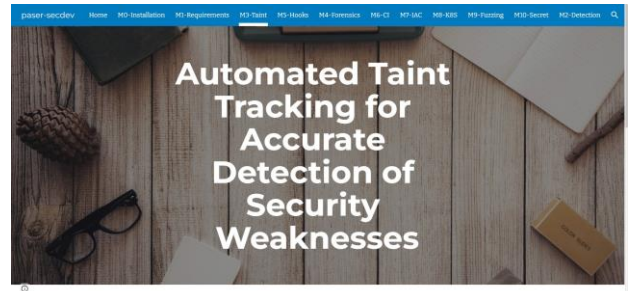 paser-secdev Home M0-Installation M1-Requirements M3-Taint M5-Hooks M4-Forensics M6-CI M7-IAC M8-K8S M9-Fuzzing M10-Secret M2-Detection
Automated Taint
Tracking for
Accurate
Detection of
Security
Weaknesses